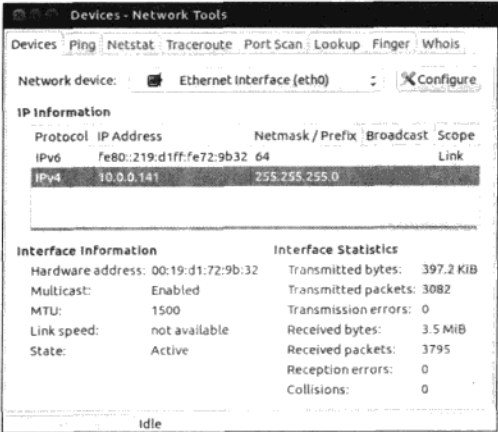 Devices - Network Tools
Devices Ping Netstat Traceroute Port Scan Lookup Finger Whois
Network device: Ethernet Interface (eth0) Configure
IP Information
Protocol IP Address Netmask / Prefix Broadcast Scope
IPv6 fe80::219:d1ff:fe72:9b32 64 Link
IPv4 10.0.0.141 255.255.255.0
Interface Information Interface Statistics
Hardware address: 00:19:d1:72:9b:32 Transmitted bytes: 397.2 KiB
Multicast: Enabled Transmitted packets: 3082
MTU: 1500 Transmission errors: 0
Link speed: not available Received bytes: 3.5 MiB
State: Active Received packets: 3795
Reception errors: 0
Collisions: 0
Idle